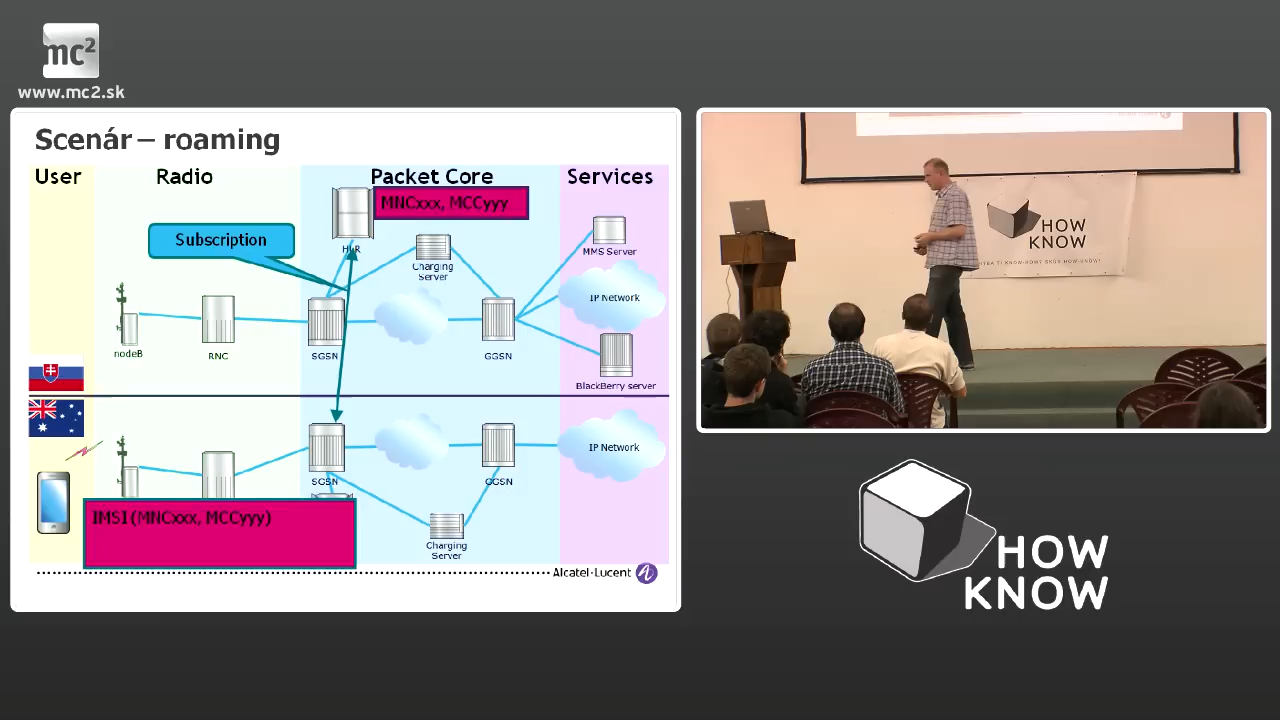 mc²
www.mc2.sk
Scenár – roaming
User
Radio
Packet Core
Services
MNCxxx, MCCyyy
Subscription
HLR
Charging
Server
MMS Server
IP Network
nodeB
RNC
SGSN
GGSN
BlackBerry server
IP Network
SGSN
GGSN
IMSI(MNCxxx, MCCyyy)
Charging
Server
Alcatel·Lucent
HOW
KNOW
HOW
KNOW